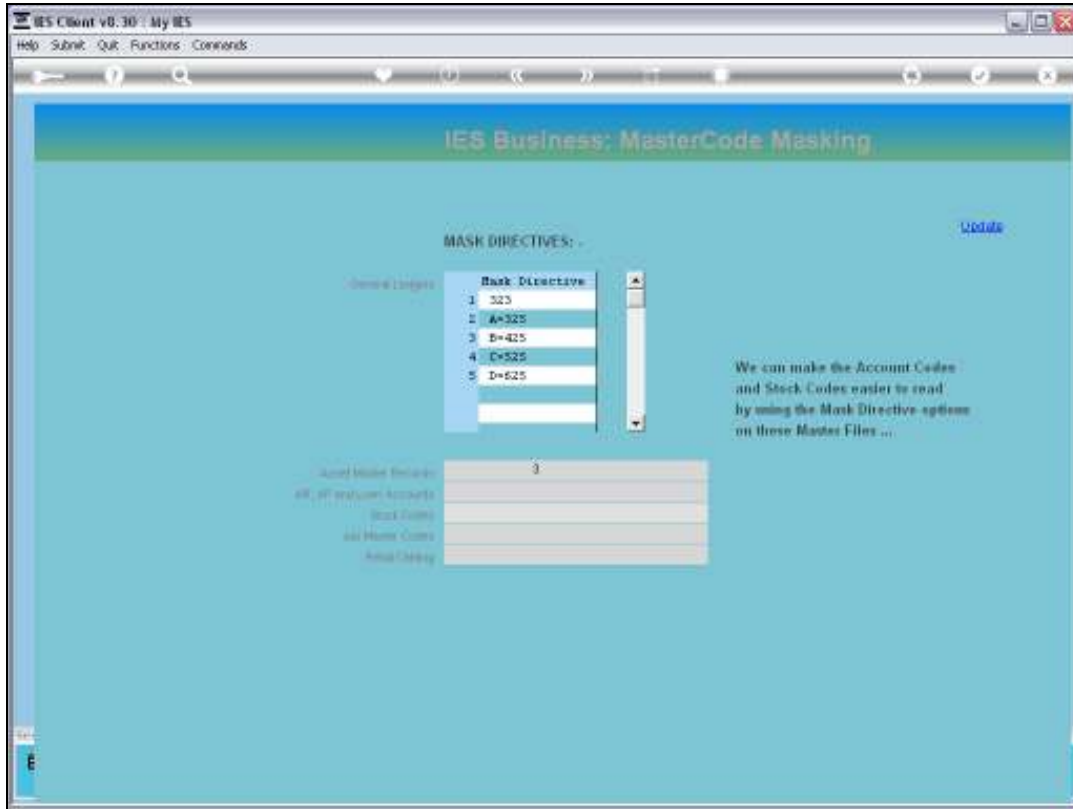 IES Client v8.30 : My IES
Help Submit Quit Functions Commands
IES Business: MasterCode Masking
Update
MASK DIRECTIVES: -
General Ledgers
Mask Directive
1 323
2 A=325
3 B=425
4 C=525
5 D=625
We can make the Account Codes
and Stock Codes easier to read
by using the Mask Directive options
on these Master Files ...
Asset Master Records 3
Stock Codes
Job Master Codes